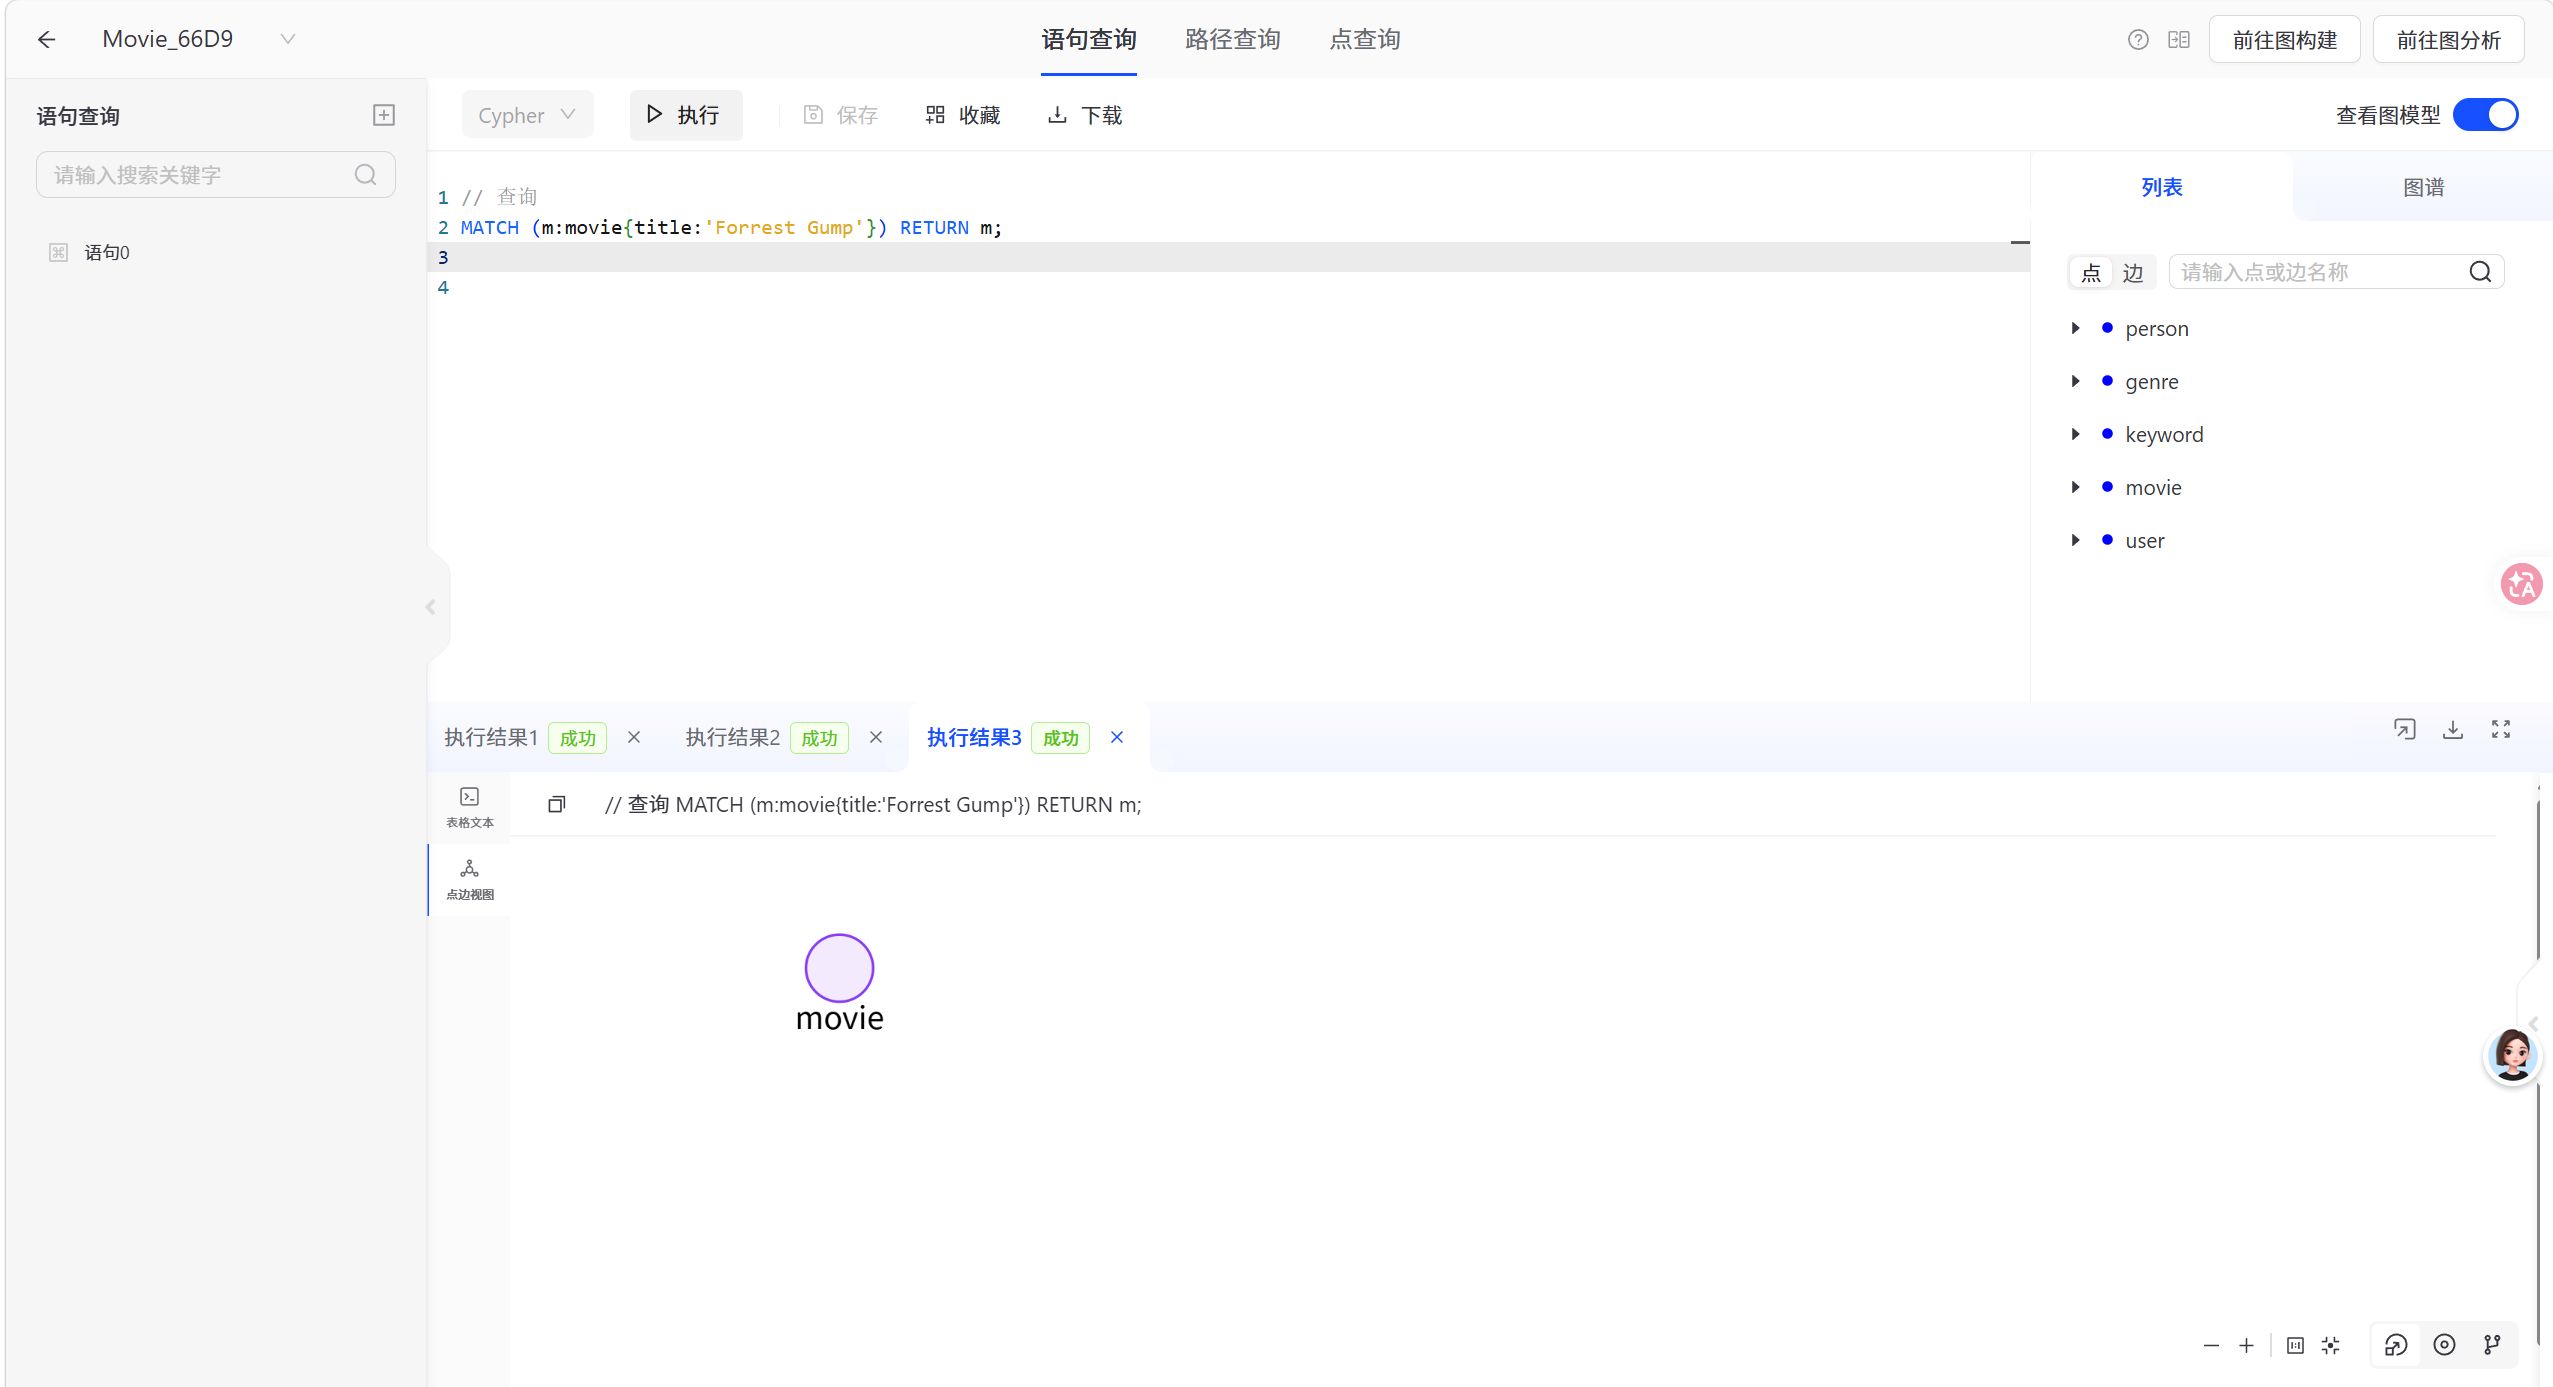 Movie_66D9
语句查询 路径查询 点查询
前往图构建 前往图分析
语句查询
请输入搜索关键字
语句0
Cypher 执行 保存 收藏 下载
查看图模型
1 // 查询
2 MATCH (m:movie{title:'Forrest Gump'}) RETURN m;
3
4
列表 图谱
点 边 请输入点或边名称
person
genre
keyword
movie
user
执行结果1 成功 执行结果2 成功 执行结果3 成功
表格文本
点边视图
// 查询 MATCH (m:movie{title:'Forrest Gump'}) RETURN m;
movie